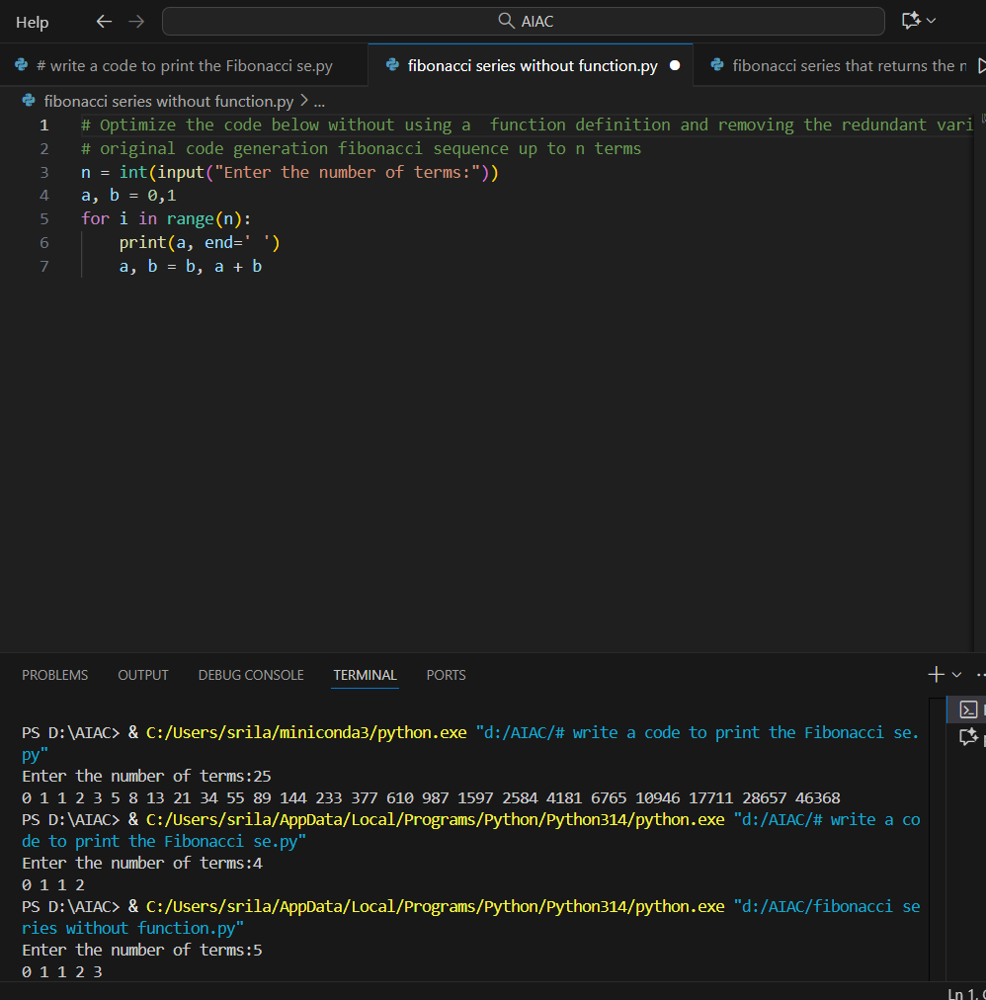 Help
AIAC
# write a code to print the Fibonacci se.py
fibonacci series without function.py
fibonacci series that returns the n
fibonacci series without function.py > ...
1 # Optimize the code below without using a  function definition and removing the redundant vari
2 # original code generation fibonacci sequence up to n terms
3 n = int(input("Enter the number of terms:"))
4 a, b = 0,1
5 for i in range(n):
6     print(a, end=' ')
7     a, b = b, a + b
PROBLEMS OUTPUT DEBUG CONSOLE TERMINAL PORTS
PS D:\AIAC> & C:/Users/srila/miniconda3/python.exe "d:/AIAC/# write a code to print the Fibonacci se.
py"
Enter the number of terms:25
0 1 1 2 3 5 8 13 21 34 55 89 144 233 377 610 987 1597 2584 4181 6765 10946 17711 28657 46368
PS D:\AIAC> & C:/Users/srila/AppData/Local/Programs/Python/Python314/python.exe "d:/AIAC/# write a co
de to print the Fibonacci se.py"
Enter the number of terms:4
0 1 1 2
PS D:\AIAC> & C:/Users/srila/AppData/Local/Programs/Python/Python314/python.exe "d:/AIAC/fibonacci se
ries without function.py"
Enter the number of terms:5
0 1 1 2 3
Ln 1,